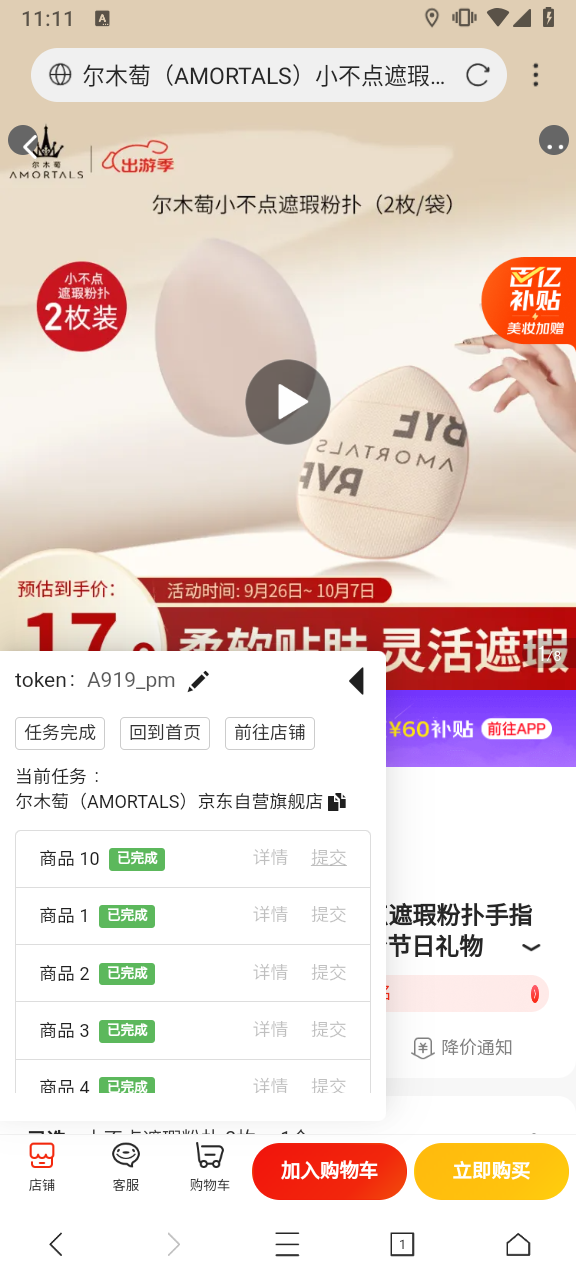 11:11
A
尔木萄（AMORTALS）小不点遮瑕...
尔木萄
AMORTALS
出游季
尔木萄小不点遮瑕粉扑（2枚/袋）
小不点
遮瑕粉扑
2枚装
百亿
补贴
美妆加赠
RYE
AMORTALS
RYE
预估到手价:
活动时间: 9月26日~ 10月7日
17.9
柔软贴肤 灵活遮瑕
1/8
token： A919_pm
¥60补贴 前往APP
任务完成 回到首页 前往店铺
当前任务：
尔木萄（AMORTALS）京东自营旗舰店
商品 10 已完成 详情 提交
商品 1 已完成 详情 提交
遮瑕粉扑手指
节日礼物
商品 2 已完成 详情 提交
商品 3 已完成 详情 提交
降价通知
商品 4 已完成 详情 提交
店铺 客服 购物车 加入购物车 立即购买
1